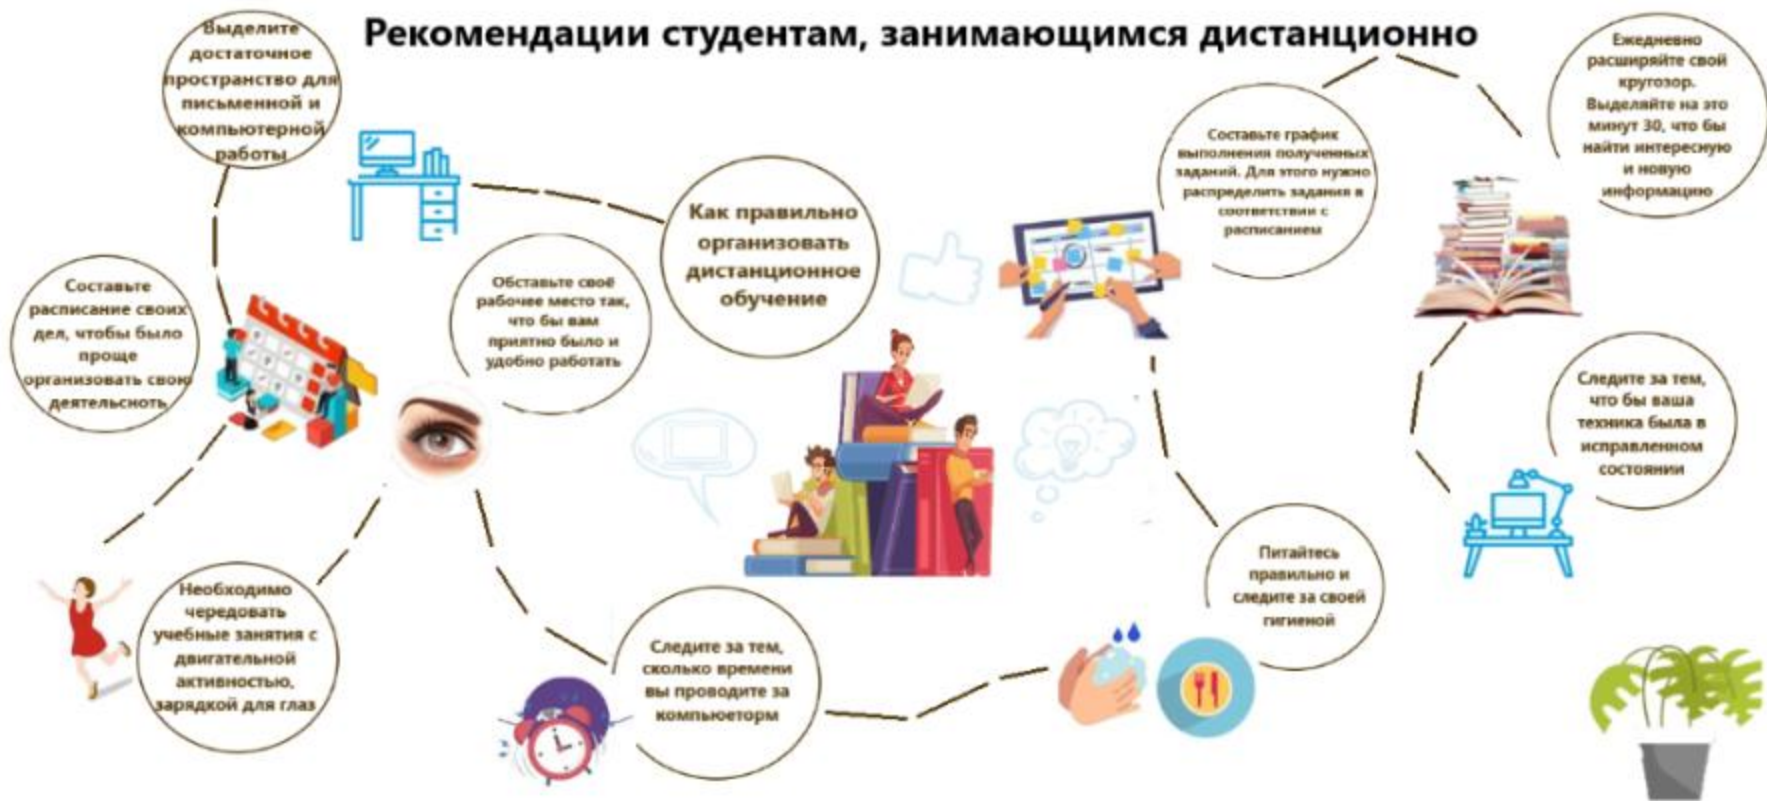 Рекомендации студентам, занимающимся дистанционно
Выделите
достаточное
пространство для
письменной и
компьютерной
работы
Составьте
расписание своих
дел, чтобы было
проще
организовать свою
деятельсноть
Необходимо
чередовать
учебные занятия с
двигательной
активностью,
зарядкой для глаз
Обставьте своё
рабочее место так,
что бы вам
приятно было и
удобно работать
Как правильно
организовать
дистанционное
обучение
Следите за тем,
сколько времени
вы проводите за
компьюеторм
Составьте график
выполнения полученных
заданий. Для этого нужно
распределить задания в
соответствии с
расписанием
Питайтесь
правильно и
следите за своей
гигиеной
Ежедневно
расширяйте свой
кругозор.
Выделяйте на это
минут 30, что бы
найти интересную
и новую
информацию
Следите за тем,
что бы ваша
техника была в
исправленном
состоянии